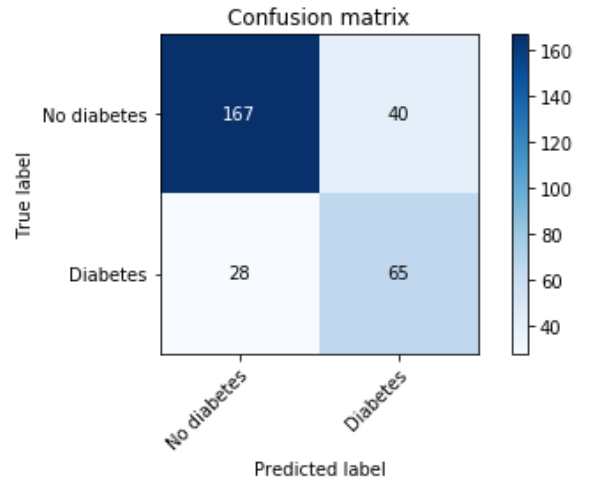 Confusion matrix
No diabetes
167
40
Diabetes
28
65
True label
No diabetes
Diabetes
Predicted label
160
140
120
100
80
60
40